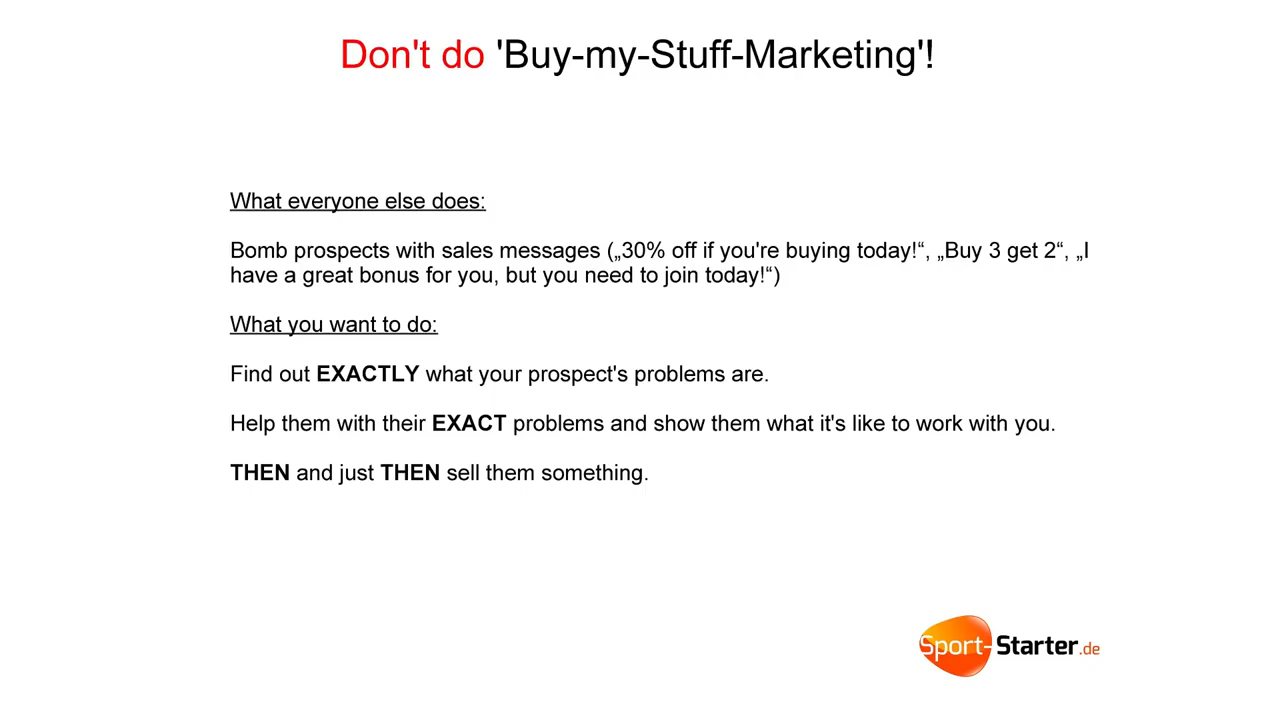 Don't do 'Buy-my-Stuff-Marketing'!
What everyone else does:
Bomb prospects with sales messages („30% off if you're buying today!“, „Buy 3 get 2“, „I
have a great bonus for you, but you need to join today!“)
What you want to do:
Find out EXACTLY what your prospect's problems are.
Help them with their EXACT problems and show them what it's like to work with you.
THEN and just THEN sell them something.
Sport-Starter.de